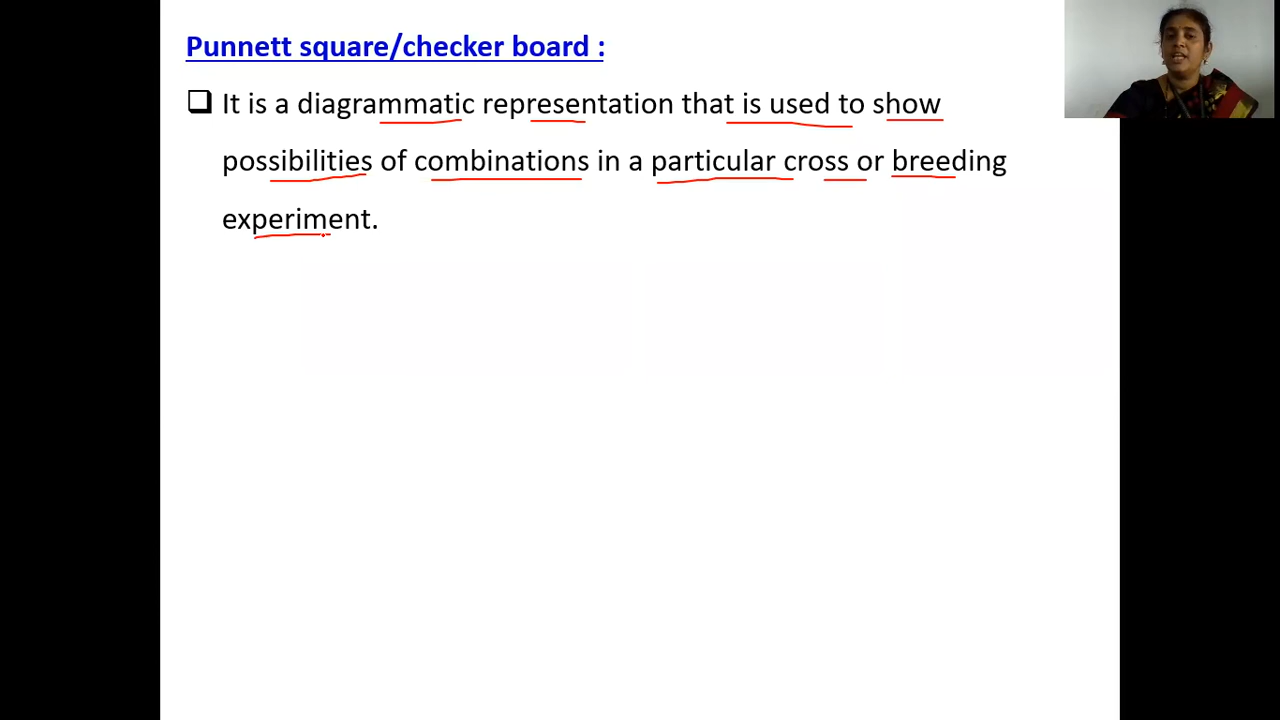 Punnett square/checker board :
It is a diagrammatic representation that is used to show
possibilities of combinations in a particular cross or breeding
experiment.